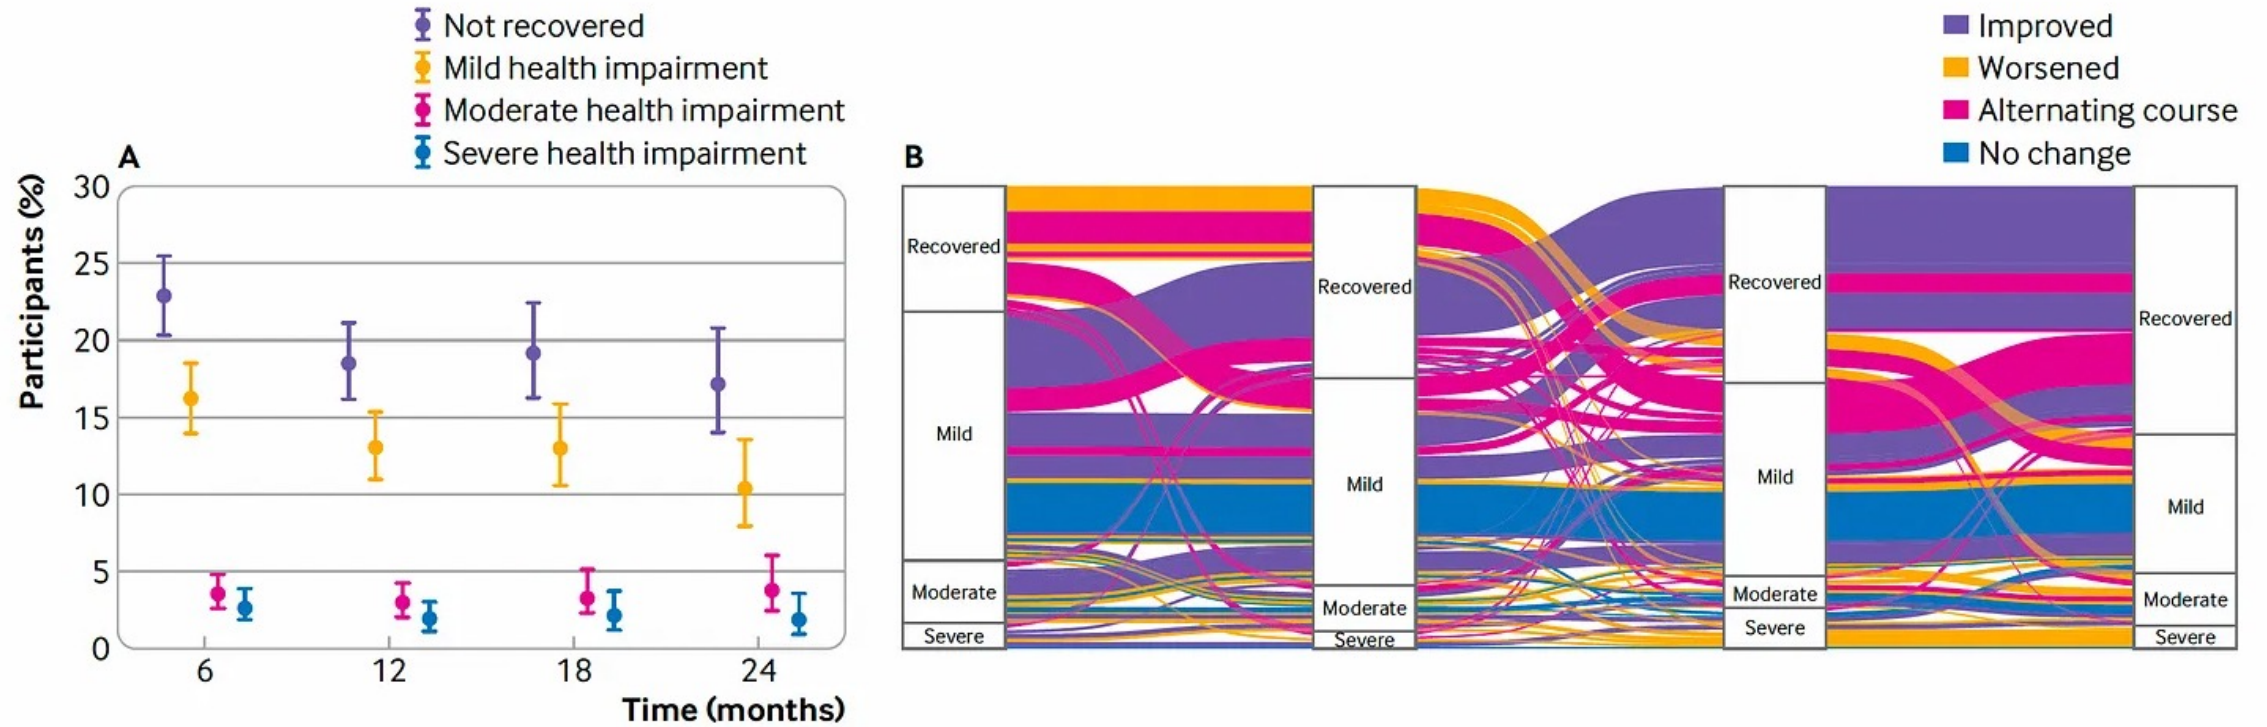 Not recovered
Mild health impairment
Moderate health impairment
Severe health impairment
A
Participants (%)
30
25
20
15
10
5
0
6 12 18 24
Time (months)
Improved
Worsened
Alternating course
No change
B
Recovered
Mild
Moderate
Severe
Recovered
Mild
Moderate
Severe
Recovered
Mild
Moderate
Severe
Recovered
Mild
Moderate
Severe